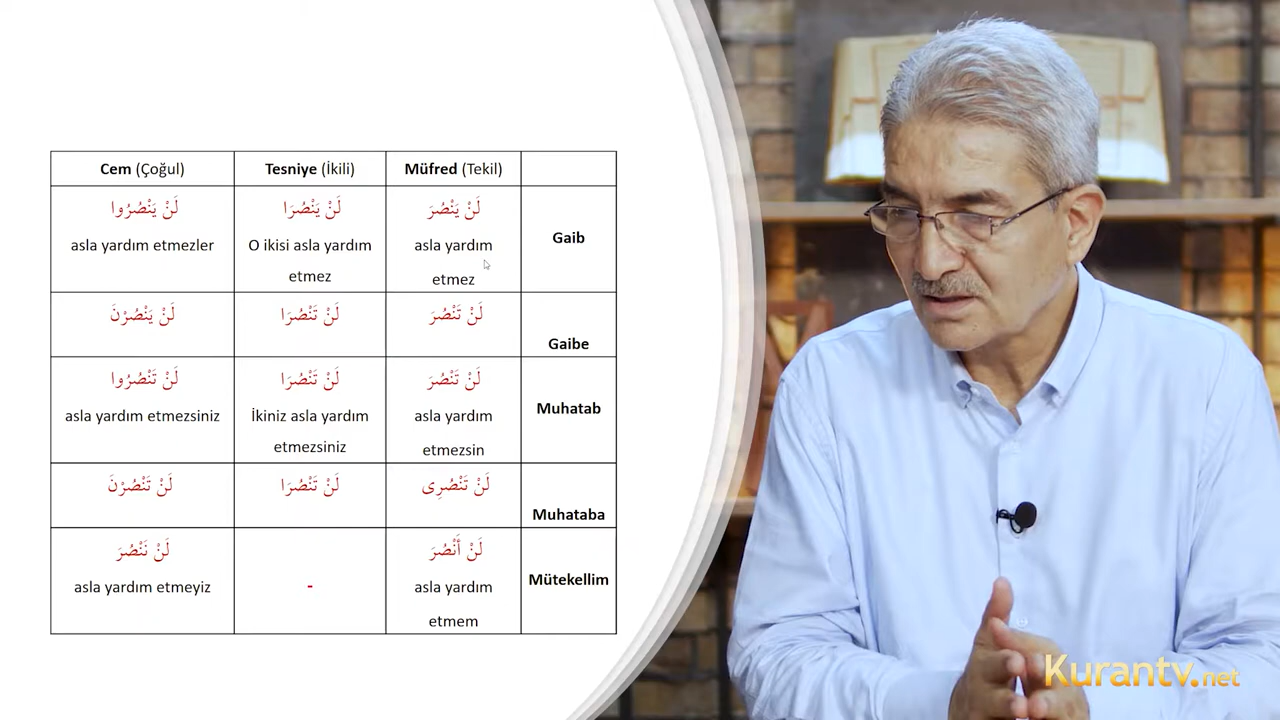 Cem (Çoğul) Tesniye (İkili) Müfred (Tekil)
لَنْ يَنْصُرُوا لَنْ يَنْصُرَا لَنْ يَنْصُرَ
asla yardım etmezler O ikisi asla yardım asla yardım Gaib
etmez etmez
لَنْ يَنْصُرْنَ لَنْ تَنْصُرَا لَنْ تَنْصُرَ
Gaibe
لَنْ تَنْصُرُوا لَنْ تَنْصُرَا لَنْ تَنْصُرَ
asla yardım etmezsiniz İkiniz asla yardım asla yardım Muhatab
etmezsiniz etmezsin
لَنْ تَنْصُرْنَ لَنْ تَنْصُرَا لَنْ تَنْصُرِى
Muhataba
لَنْ نَنْصُرَ لَنْ أَنْصُرَ
asla yardım etmeyiz - asla yardım Mütekellim
etmem
Kurantv.net